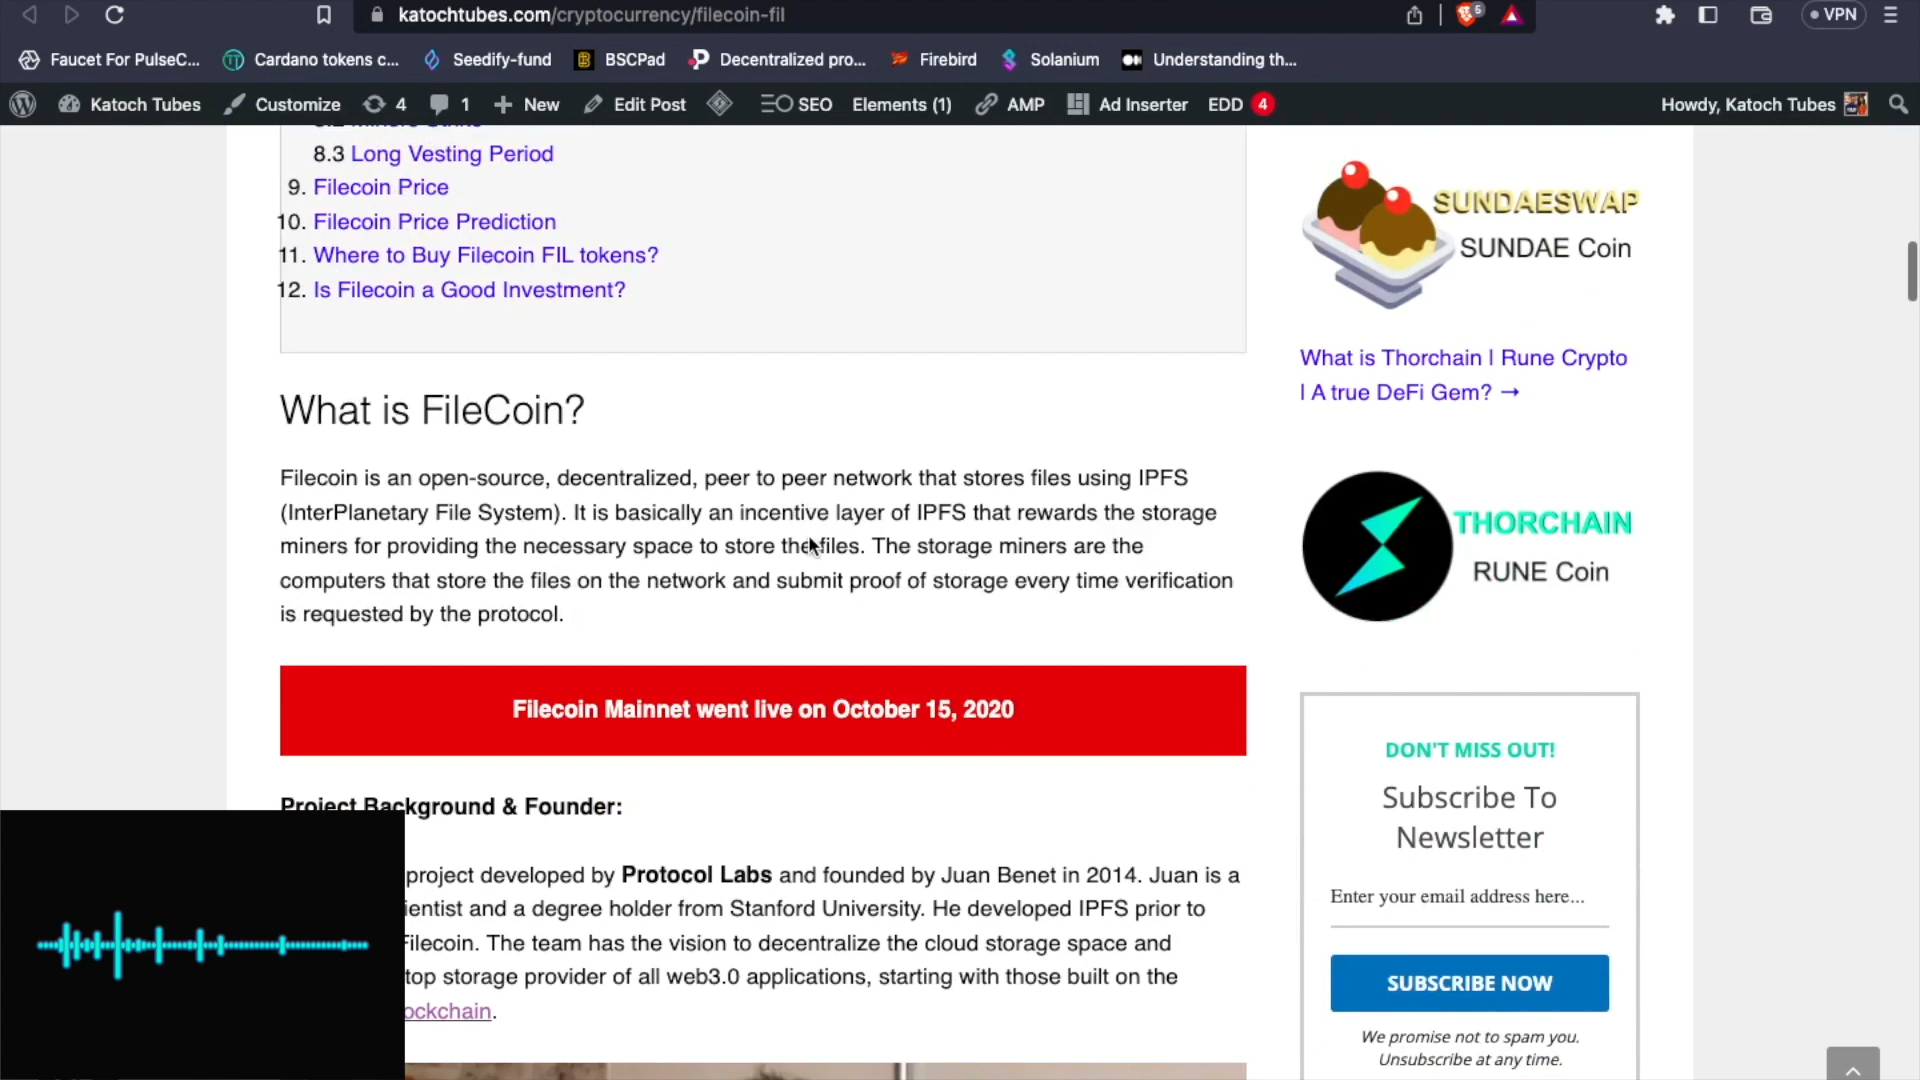 katochtubes.com/cryptocurrency/filecoin-fil
5
VPN
Faucet For PulseC...
Cardano tokens c...
Seedify-fund
BSCPad
Decentralized pro...
Firebird
Solanium
Understanding th...
Katoch Tubes
Customize
4
1
New
Edit Post
SEO
Elements (1)
AMP
Ad Inserter
EDD 4
Howdy, Katoch Tubes
8.3 Long Vesting Period
9. Filecoin Price
10. Filecoin Price Prediction
11. Where to Buy Filecoin FIL tokens?
12. Is Filecoin a Good Investment?
What is FileCoin?
Filecoin is an open-source, decentralized, peer to peer network that stores files using IPFS
(InterPlanetary File System). It is basically an incentive layer of IPFS that rewards the storage
miners for providing the necessary space to store the files. The storage miners are the
computers that store the files on the network and submit proof of storage every time verification
is requested by the protocol.
Filecoin Mainnet went live on October 15, 2020
Project Background & Founder:
project developed by Protocol Labs and founded by Juan Benet in 2014. Juan is a
ientist and a degree holder from Stanford University. He developed IPFS prior to
Filecoin. The team has the vision to decentralize the cloud storage space and
top storage provider of all web3.0 applications, starting with those built on the
ockchain.
SUNDAESWAP
SUNDAE Coin
What is Thorchain | Rune Crypto
| A true DeFi Gem? →
THORCHAIN
RUNE Coin
DON'T MISS OUT!
Subscribe To
Newsletter
Enter your email address here...
SUBSCRIBE NOW
We promise not to spam you.
Unsubscribe at any time.